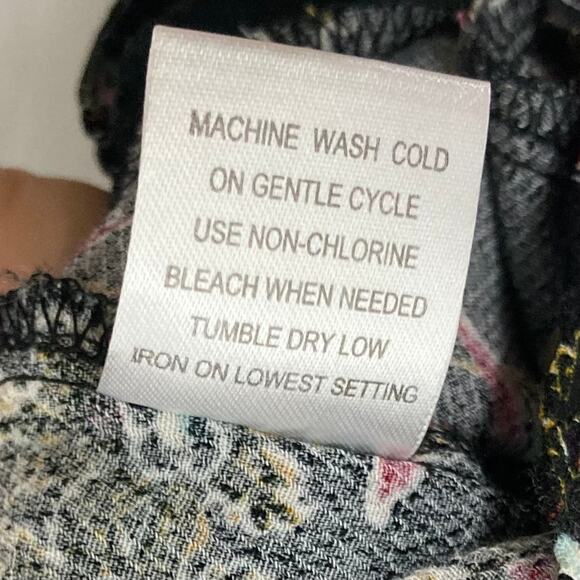 MACHINE WASH COLD
ON GENTLE CYCLE
USE NON-CHLORINE
BLEACH WHEN NEEDED
TUMBLE DRY LOW
IRON ON LOWEST SETTING